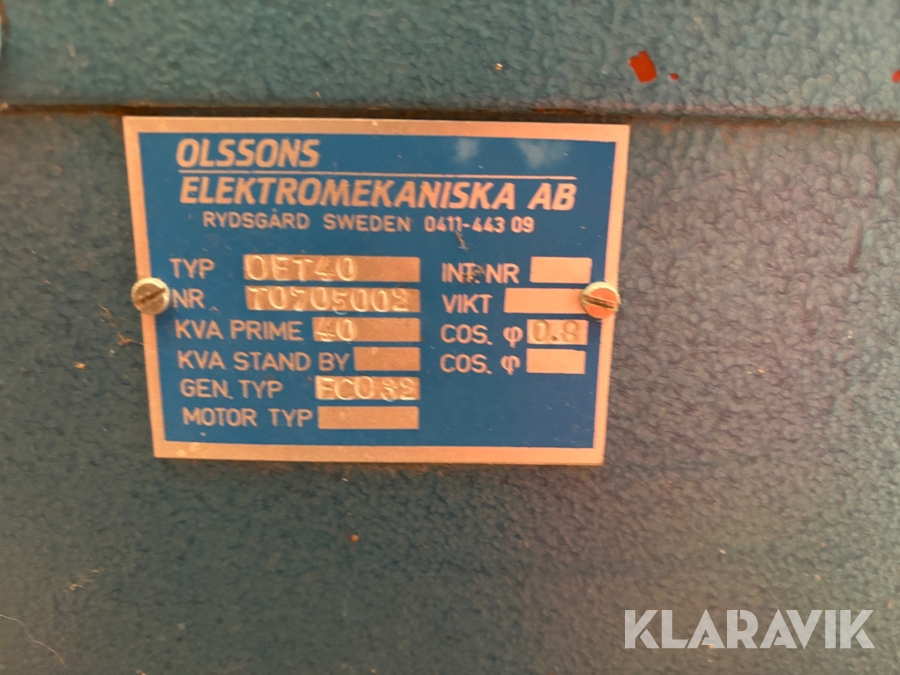 OLSSONS
ELEKTROMEKANISKA AB
RYDSGÅRD SWEDEN 0411-443 09
TYP OET40 INT. NR
NR T0705002 VIKT
KVA PRIME 40 COS. φ 0.8
KVA STAND BY COS. φ
GEN. TYP ECO32
MOTOR TYP
KLARAVIK